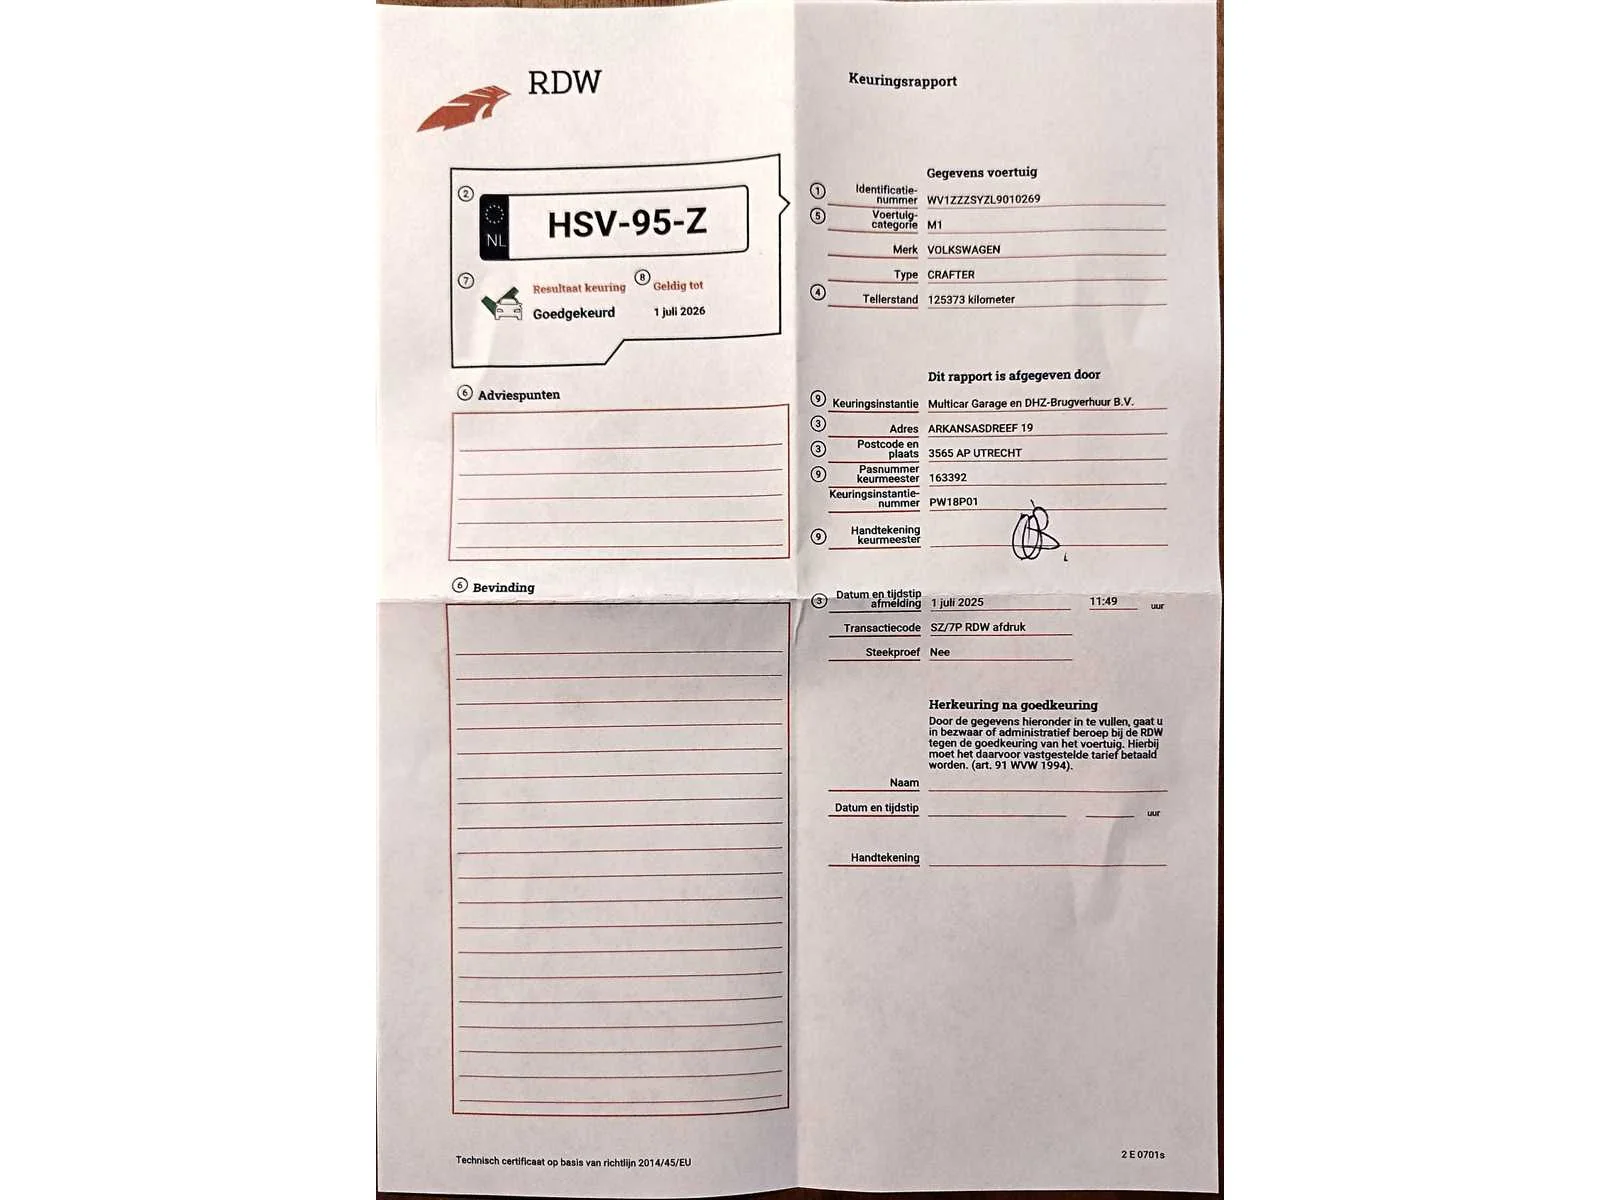 RDW
Keuringsrapport
2
NL
HSV-95-Z
7
Resultaat keuring
8
Geldig tot
Goedgekeurd
1 juli 2026
6 Adviespunten
6 Bevinding
Gegevens voertuig
1 Identificatie-
nummer WV1ZZZSYZL9010269
5 Voertuig-
categorie M1
Merk VOLKSWAGEN
Type CRAFTER
4 Tellerstand 125373 kilometer
Dit rapport is afgegeven door
9 Keuringsinstantie Multicar Garage en DHZ-Brugverhuur B.V.
3 Adres ARKANSASDREEF 19
3 Postcode en
plaats 3565 AP UTRECHT
9 Pasnummer
keurmeester 163392
Keuringsinstantie-
nummer PW18P01
9 Handtekening
keurmeester
3 Datum en tijdstip
afmelding 1 juli 2025 11:49 uur
Transactiecode SZ/7P RDW afdruk
Steekproef Nee
Herkeuring na goedkeuring
Door de gegevens hieronder in te vullen, gaat u
in bezwaar of administratief beroep bij de RDW
tegen de goedkeuring van het voertuig. Hierbij
moet het daarvoor vastgestelde tarief betaald
worden. (art. 91 WVW 1994).
Naam
Datum en tijdstip uur
Handtekening
Technisch certificaat op basis van richtlijn 2014/45/EU
2 E 0701s